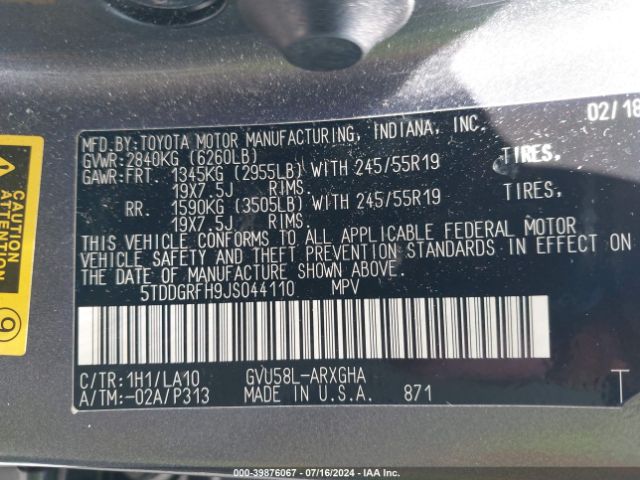 02/18
MFD.BY:TOYOTA MOTOR MANUFACTURING, INDIANA, INC.
GVWR:2840KG (6260LB)
GAWR:FRT. 1345KG (2955LB) WITH 245/55R19 TIRES,
19X7.5J RIMS.
RR. 1590KG (3505LB) WITH 245/55R19 TIRES,
19X7.5J RIMS.
THIS VEHICLE CONFORMS TO ALL APPLICABLE FEDERAL MOTOR
VEHICLE SAFETY AND THEFT PREVENTION STANDARDS IN EFFECT ON
THE DATE OF MANUFACTURE SHOWN ABOVE.
5TDDGRFH9JS044110 MPV
C/TR:1H1/LA10 GVU58L-ARXGHA
A/TM:-02A/P313 MADE IN U.S.A. 871
T
CAUTION
ATTENTION
9
39876067 - 07/16/2024 - IAA Inc.